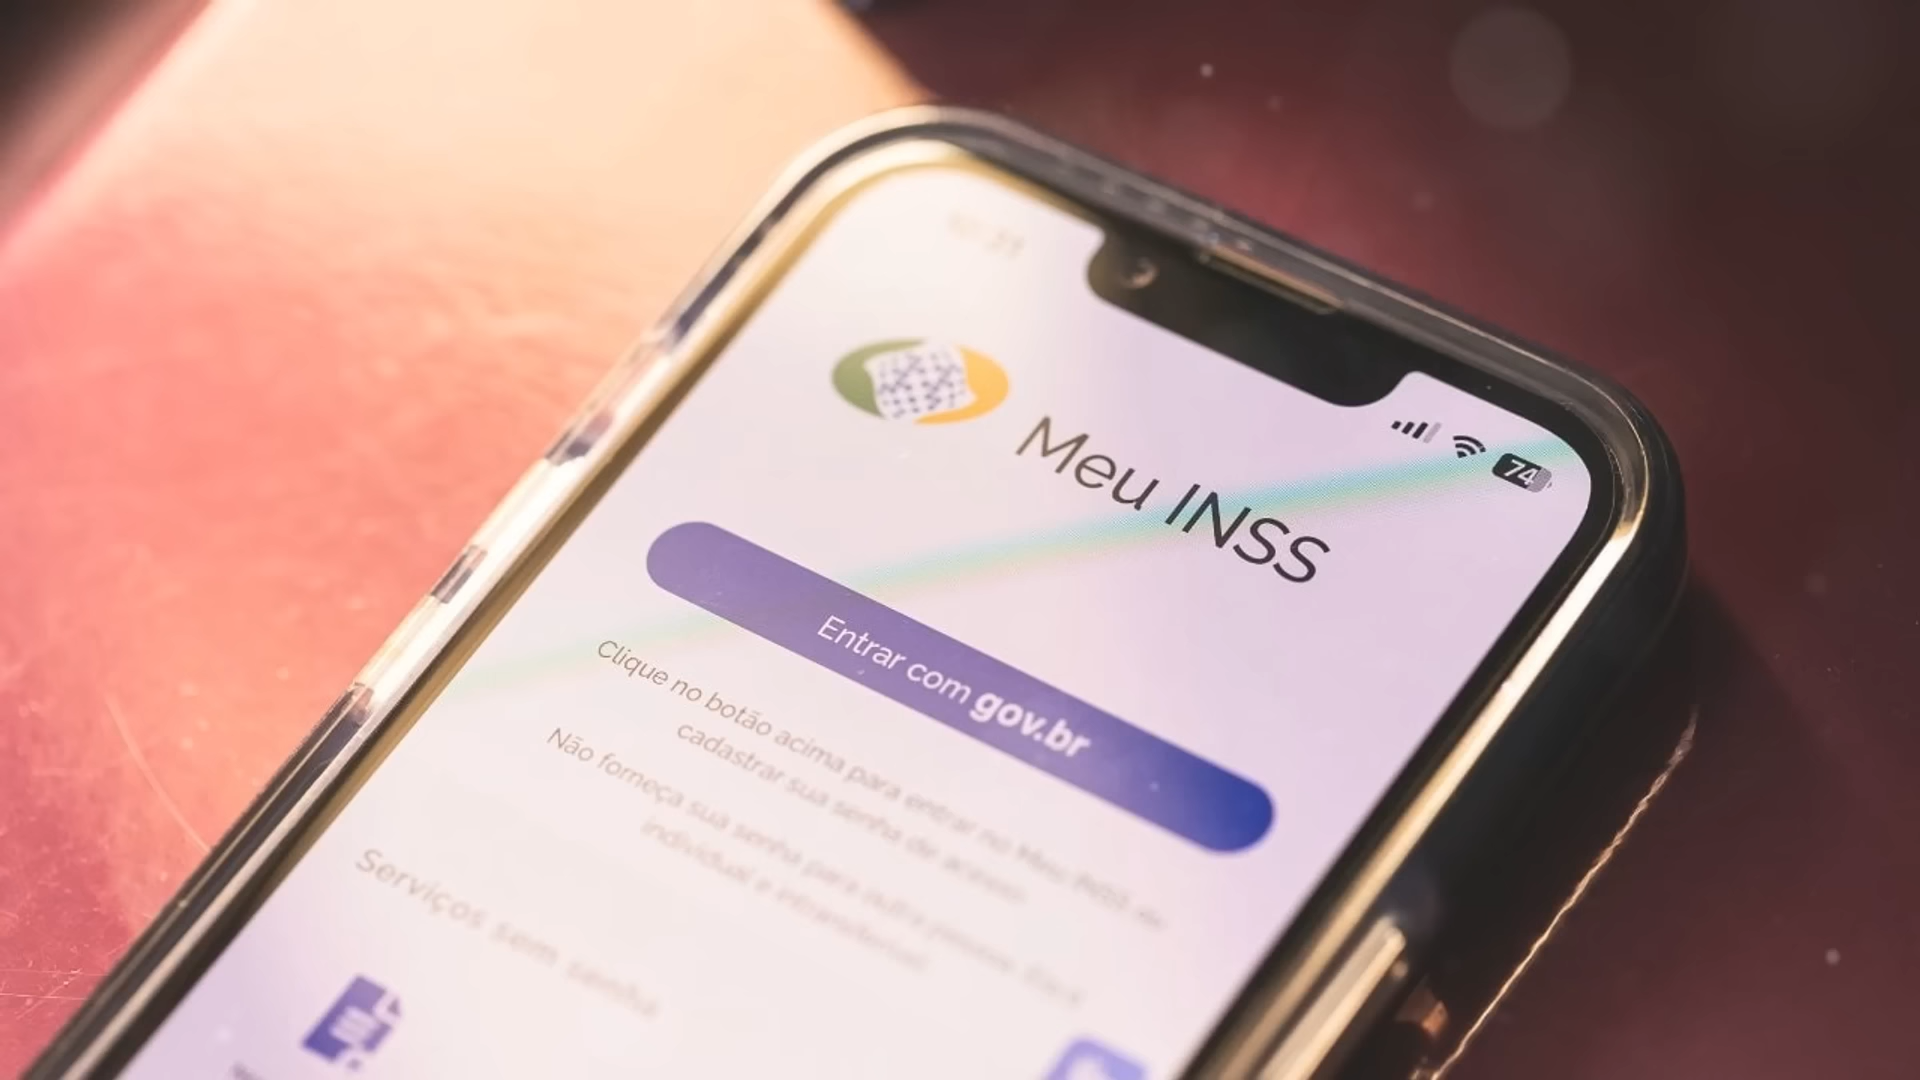 74
Meu INSS
Entrar com gov.br
Clique no botão acima para entrar no Meu INSS ou
cadastrar sua senha de acesso.
Não forneça sua senha para outra pessoa. Ela é
individual e intransferível.
Serviços sem senha